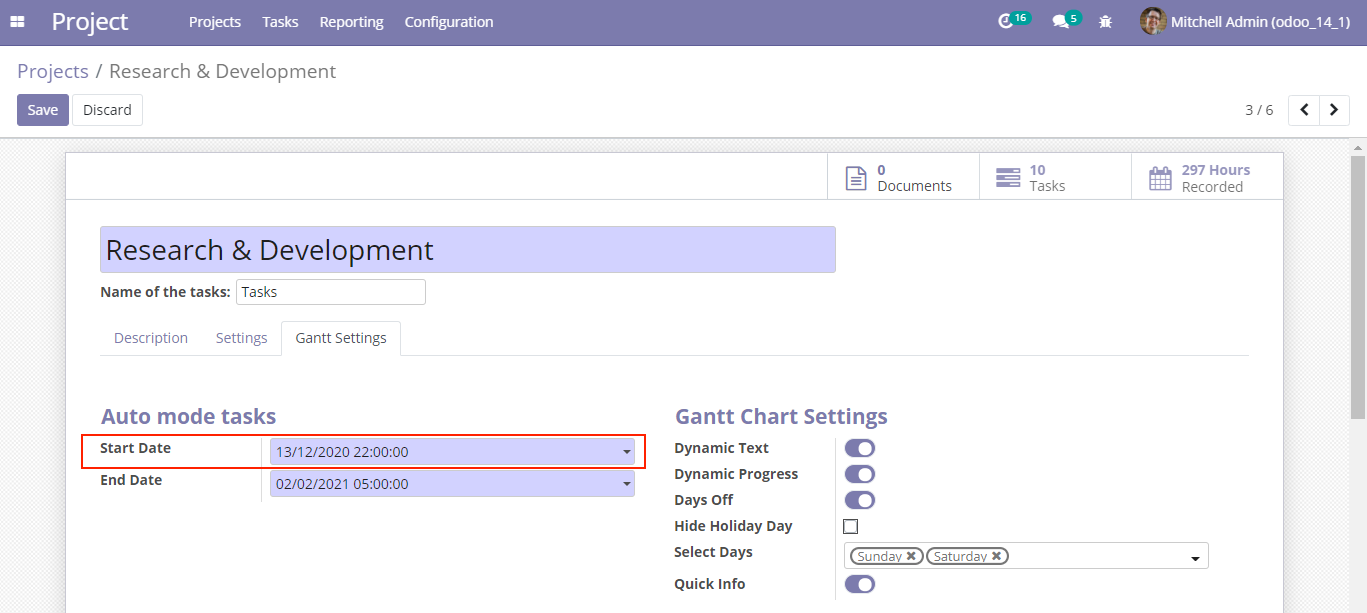 Project Projects Tasks Reporting Configuration 16 5 Mitchell Admin (odoo_14_1)
Projects / Research & Development
Save Discard 3 / 6
0 Documents
10 Tasks
297 Hours Recorded
Research & Development
Name of the tasks: Tasks
Description Settings Gantt Settings
Auto mode tasks
Start Date 13/12/2020 22:00:00
End Date 02/02/2021 05:00:00
Gantt Chart Settings
Dynamic Text
Dynamic Progress
Days Off
Hide Holiday Day
Select Days Sunday Saturday
Quick Info